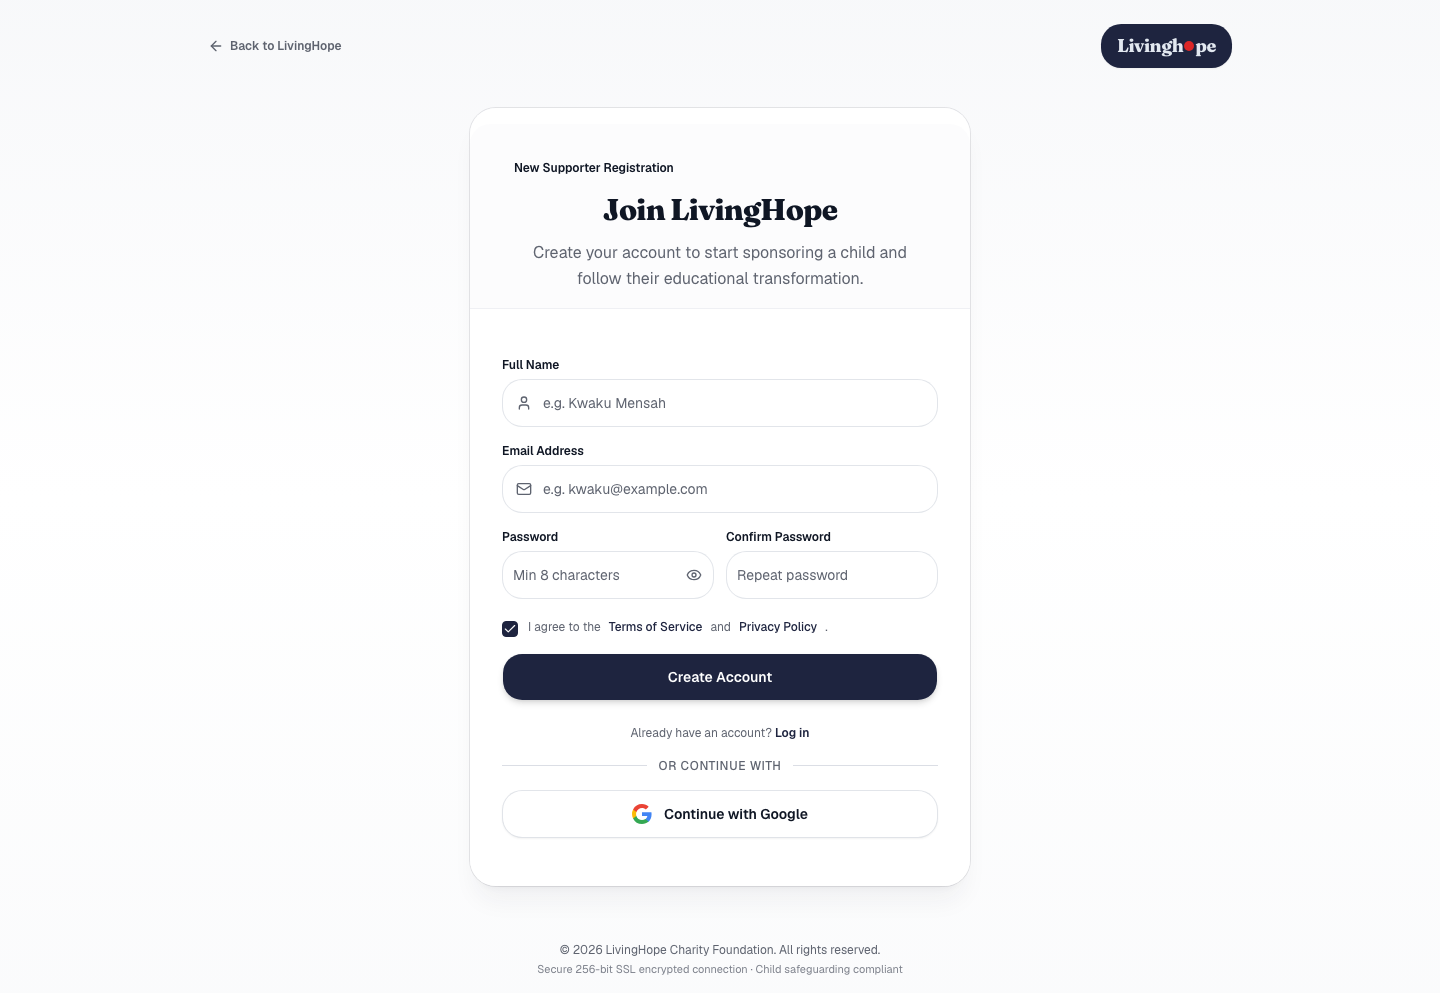 Back to LivingHope
Livinghope
New Supporter Registration
Join LivingHope
Create your account to start sponsoring a child and
follow their educational transformation.
Full Name
e.g. Kwaku Mensah
Email Address
e.g. kwaku@example.com
Password
Confirm Password
Min 8 characters
Repeat password
I agree to the Terms of Service and Privacy Policy .
Create Account
Already have an account? Log in
OR CONTINUE WITH
Continue with Google
© 2026 LivingHope Charity Foundation. All rights reserved.
Secure 256-bit SSL encrypted connection · Child safeguarding compliant